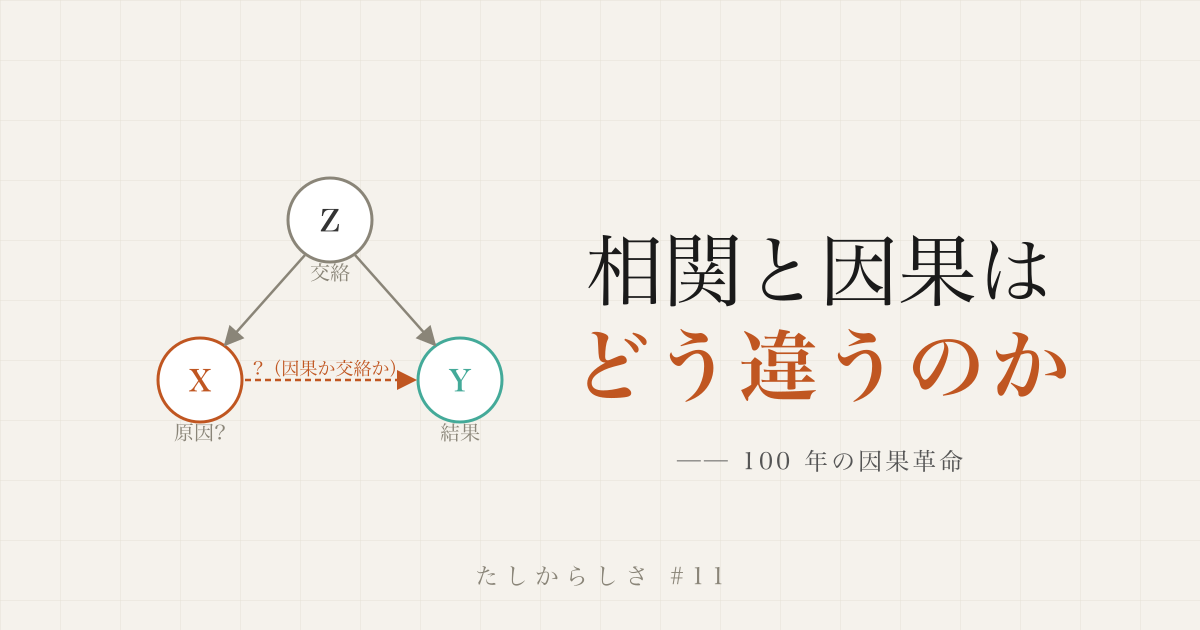 Z
交絡
X
？（因果か交絡か）
Y
原因？
結果
相関と因果は
どう違うのか
―― 100 年の因果革命
たしからしさ #11